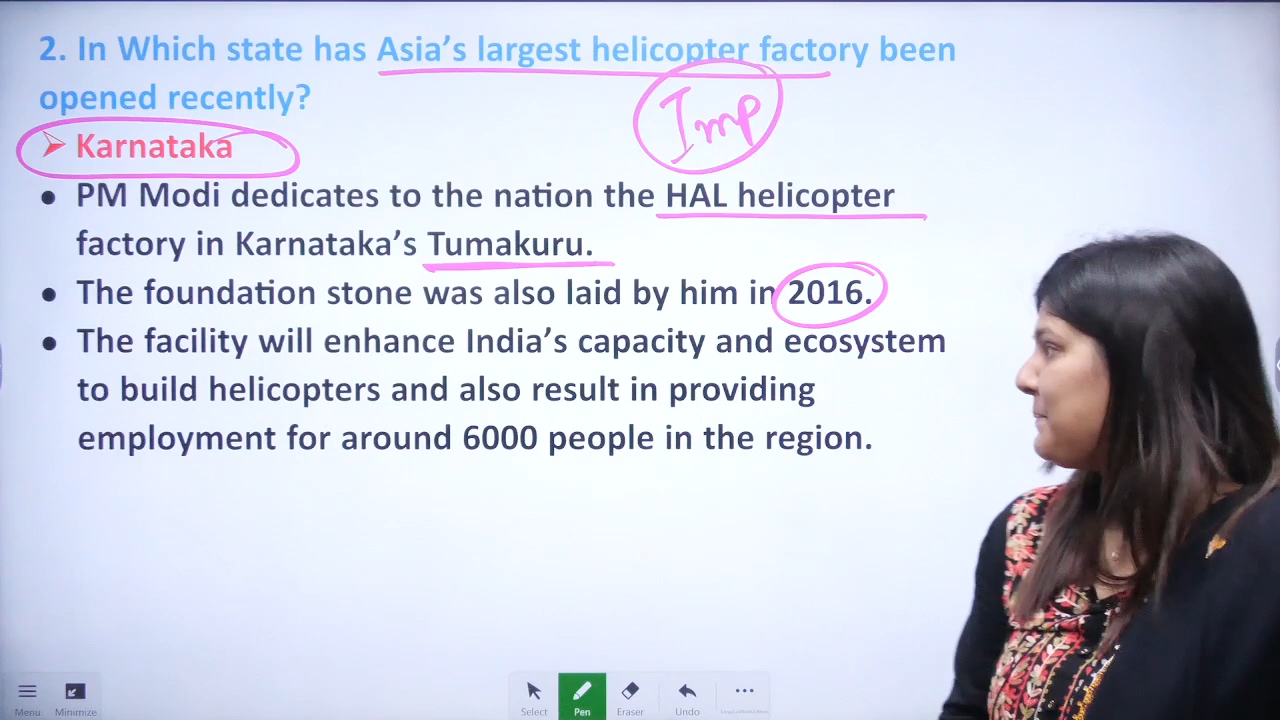 2. In Which state has Asia's largest helicopter factory been
opened recently?
Imp
➢ Karnataka
• PM Modi dedicates to the nation the HAL helicopter
factory in Karnataka's Tumakuru.
• The foundation stone was also laid by him in 2016.
• The facility will enhance India's capacity and ecosystem
to build helicopters and also result in providing
employment for around 6000 people in the region.
Menu Minimize Select Pen Eraser Undo